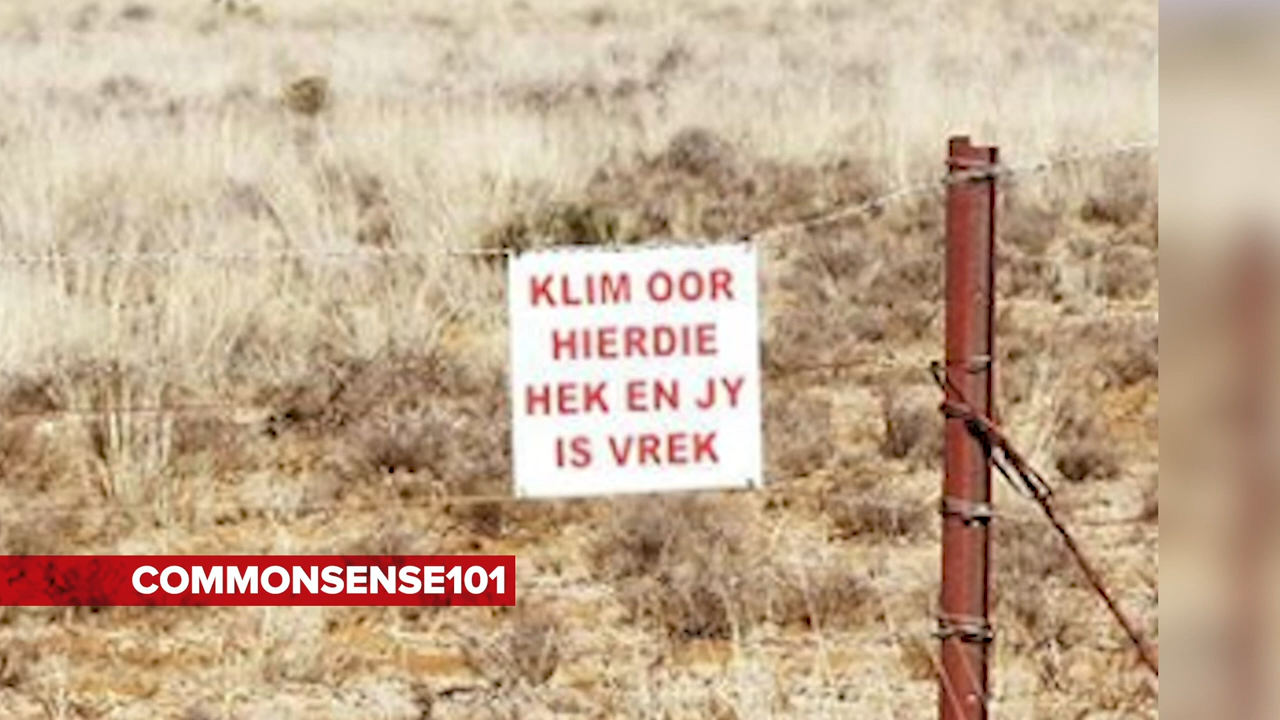 KLIM OOR
HIERDIE
HEK EN JY
IS VREK
COMMONSENSE101